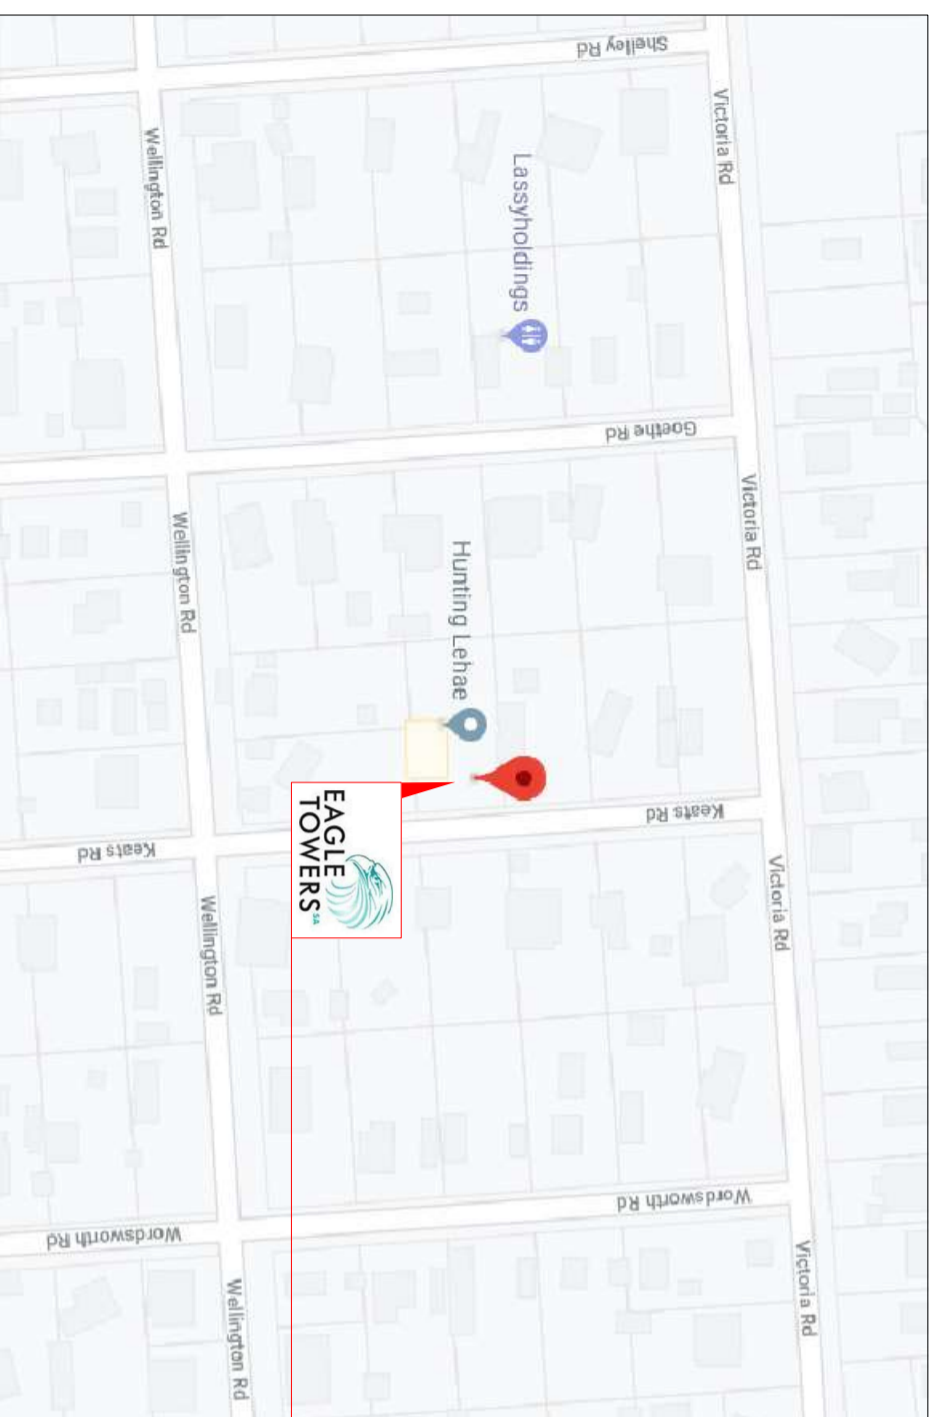 Shelley Rd
Victoria Rd
Wellington Rd
Lassyholdings
Goethe Rd
Victoria Rd
Wellington Rd
Hunting Lehae
Keats Rd
Keats Rd
Victoria Rd
EAGLE
TOWERS SA
Wellington Rd
Wordsworth Rd
Wordsworth Rd
Victoria Rd
Wellington Rd